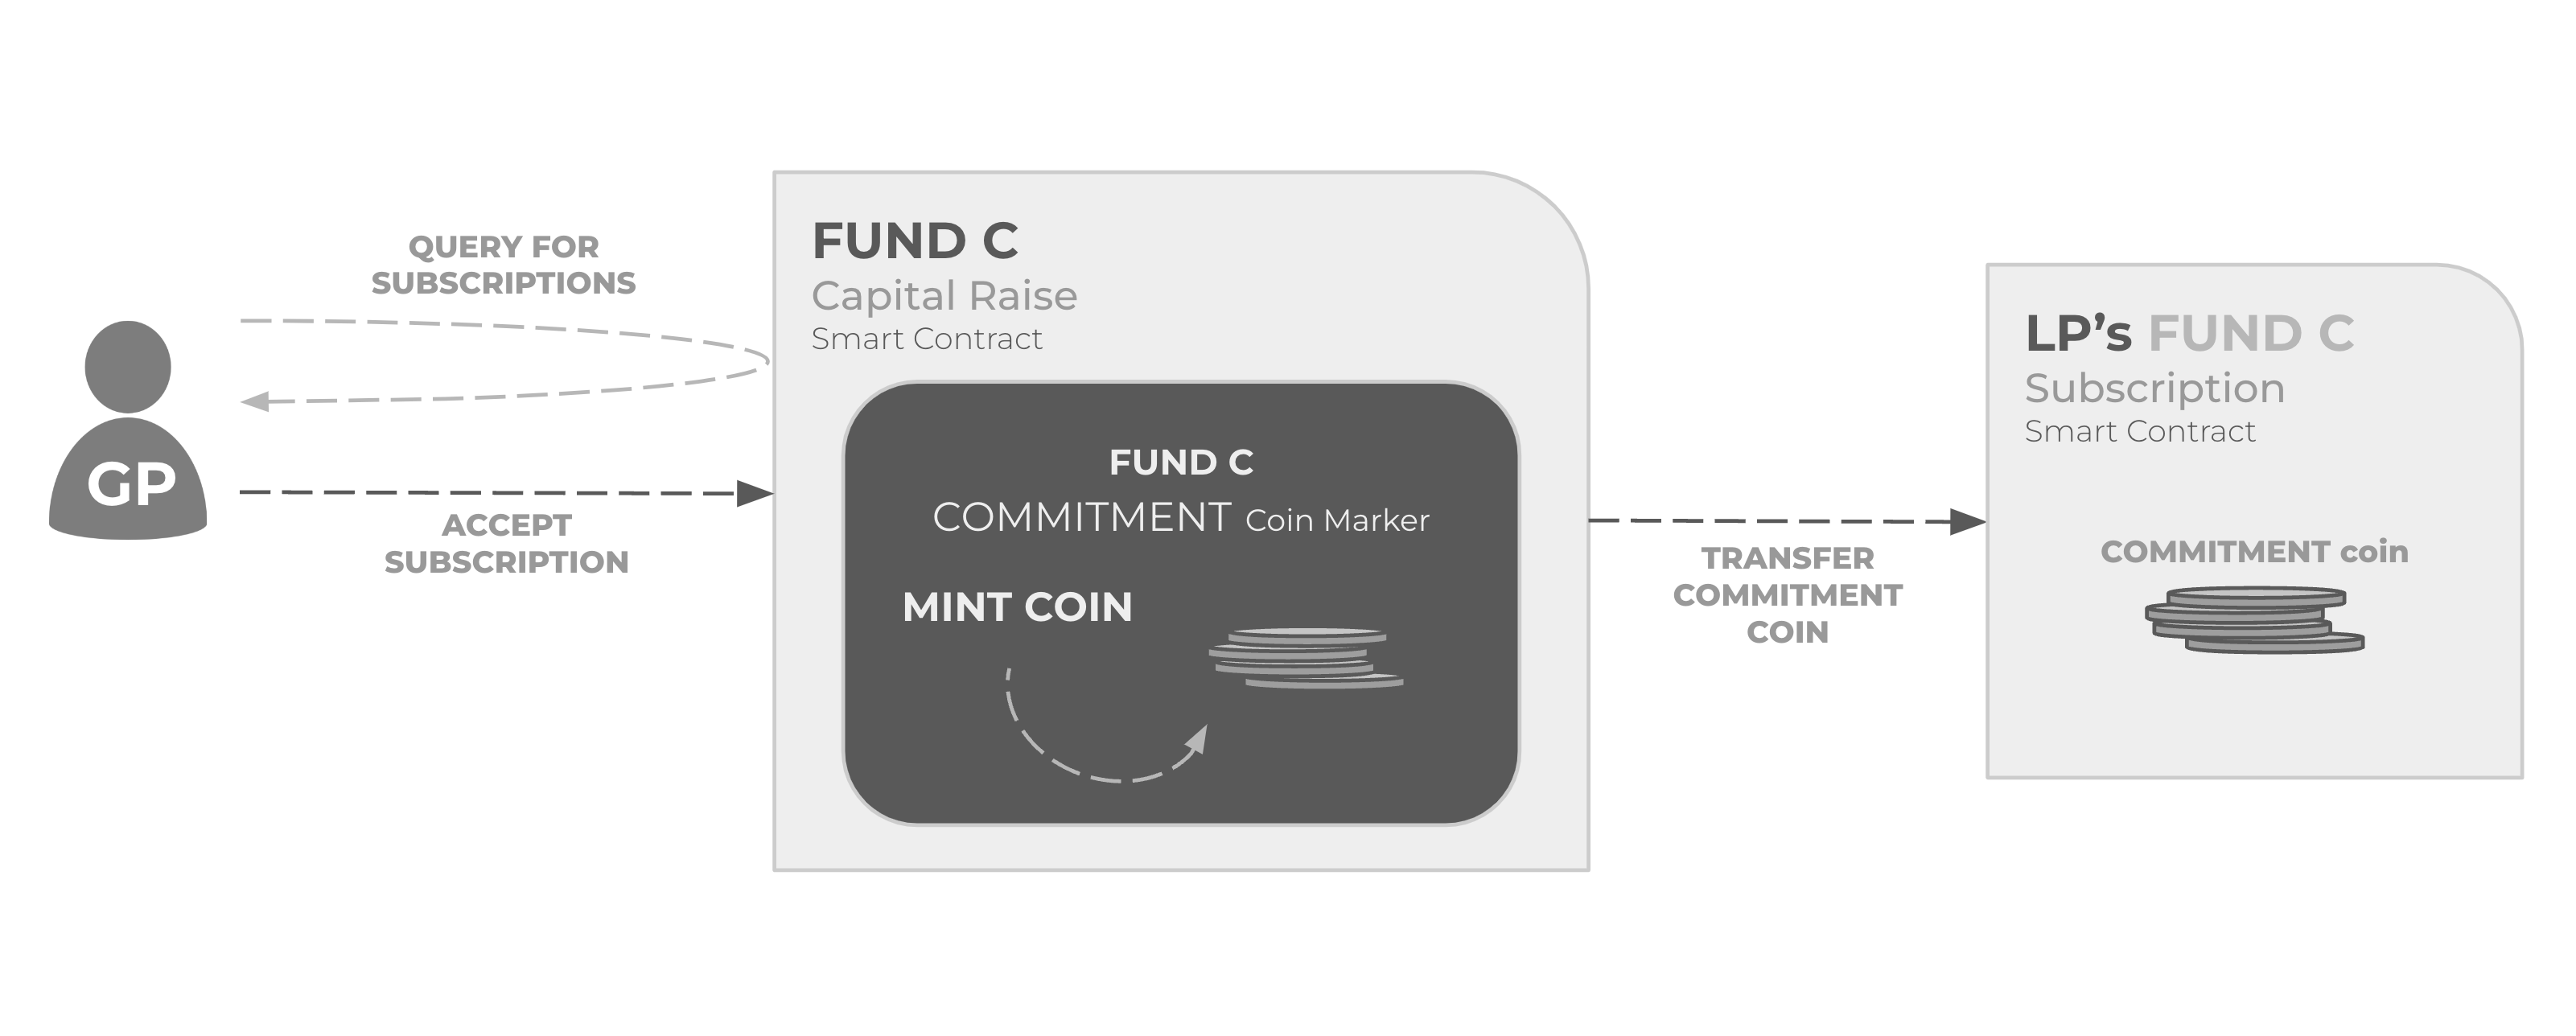 QUERY FOR
SUBSCRIPTIONS
GP
ACCEPT
SUBSCRIPTION
FUND C
Capital Raise
Smart Contract
FUND C
COMMITMENT Coin Marker
MINT COIN
TRANSFER
COMMITMENT
COIN
LP’s FUND C
Subscription
Smart Contract
COMMITMENT coin